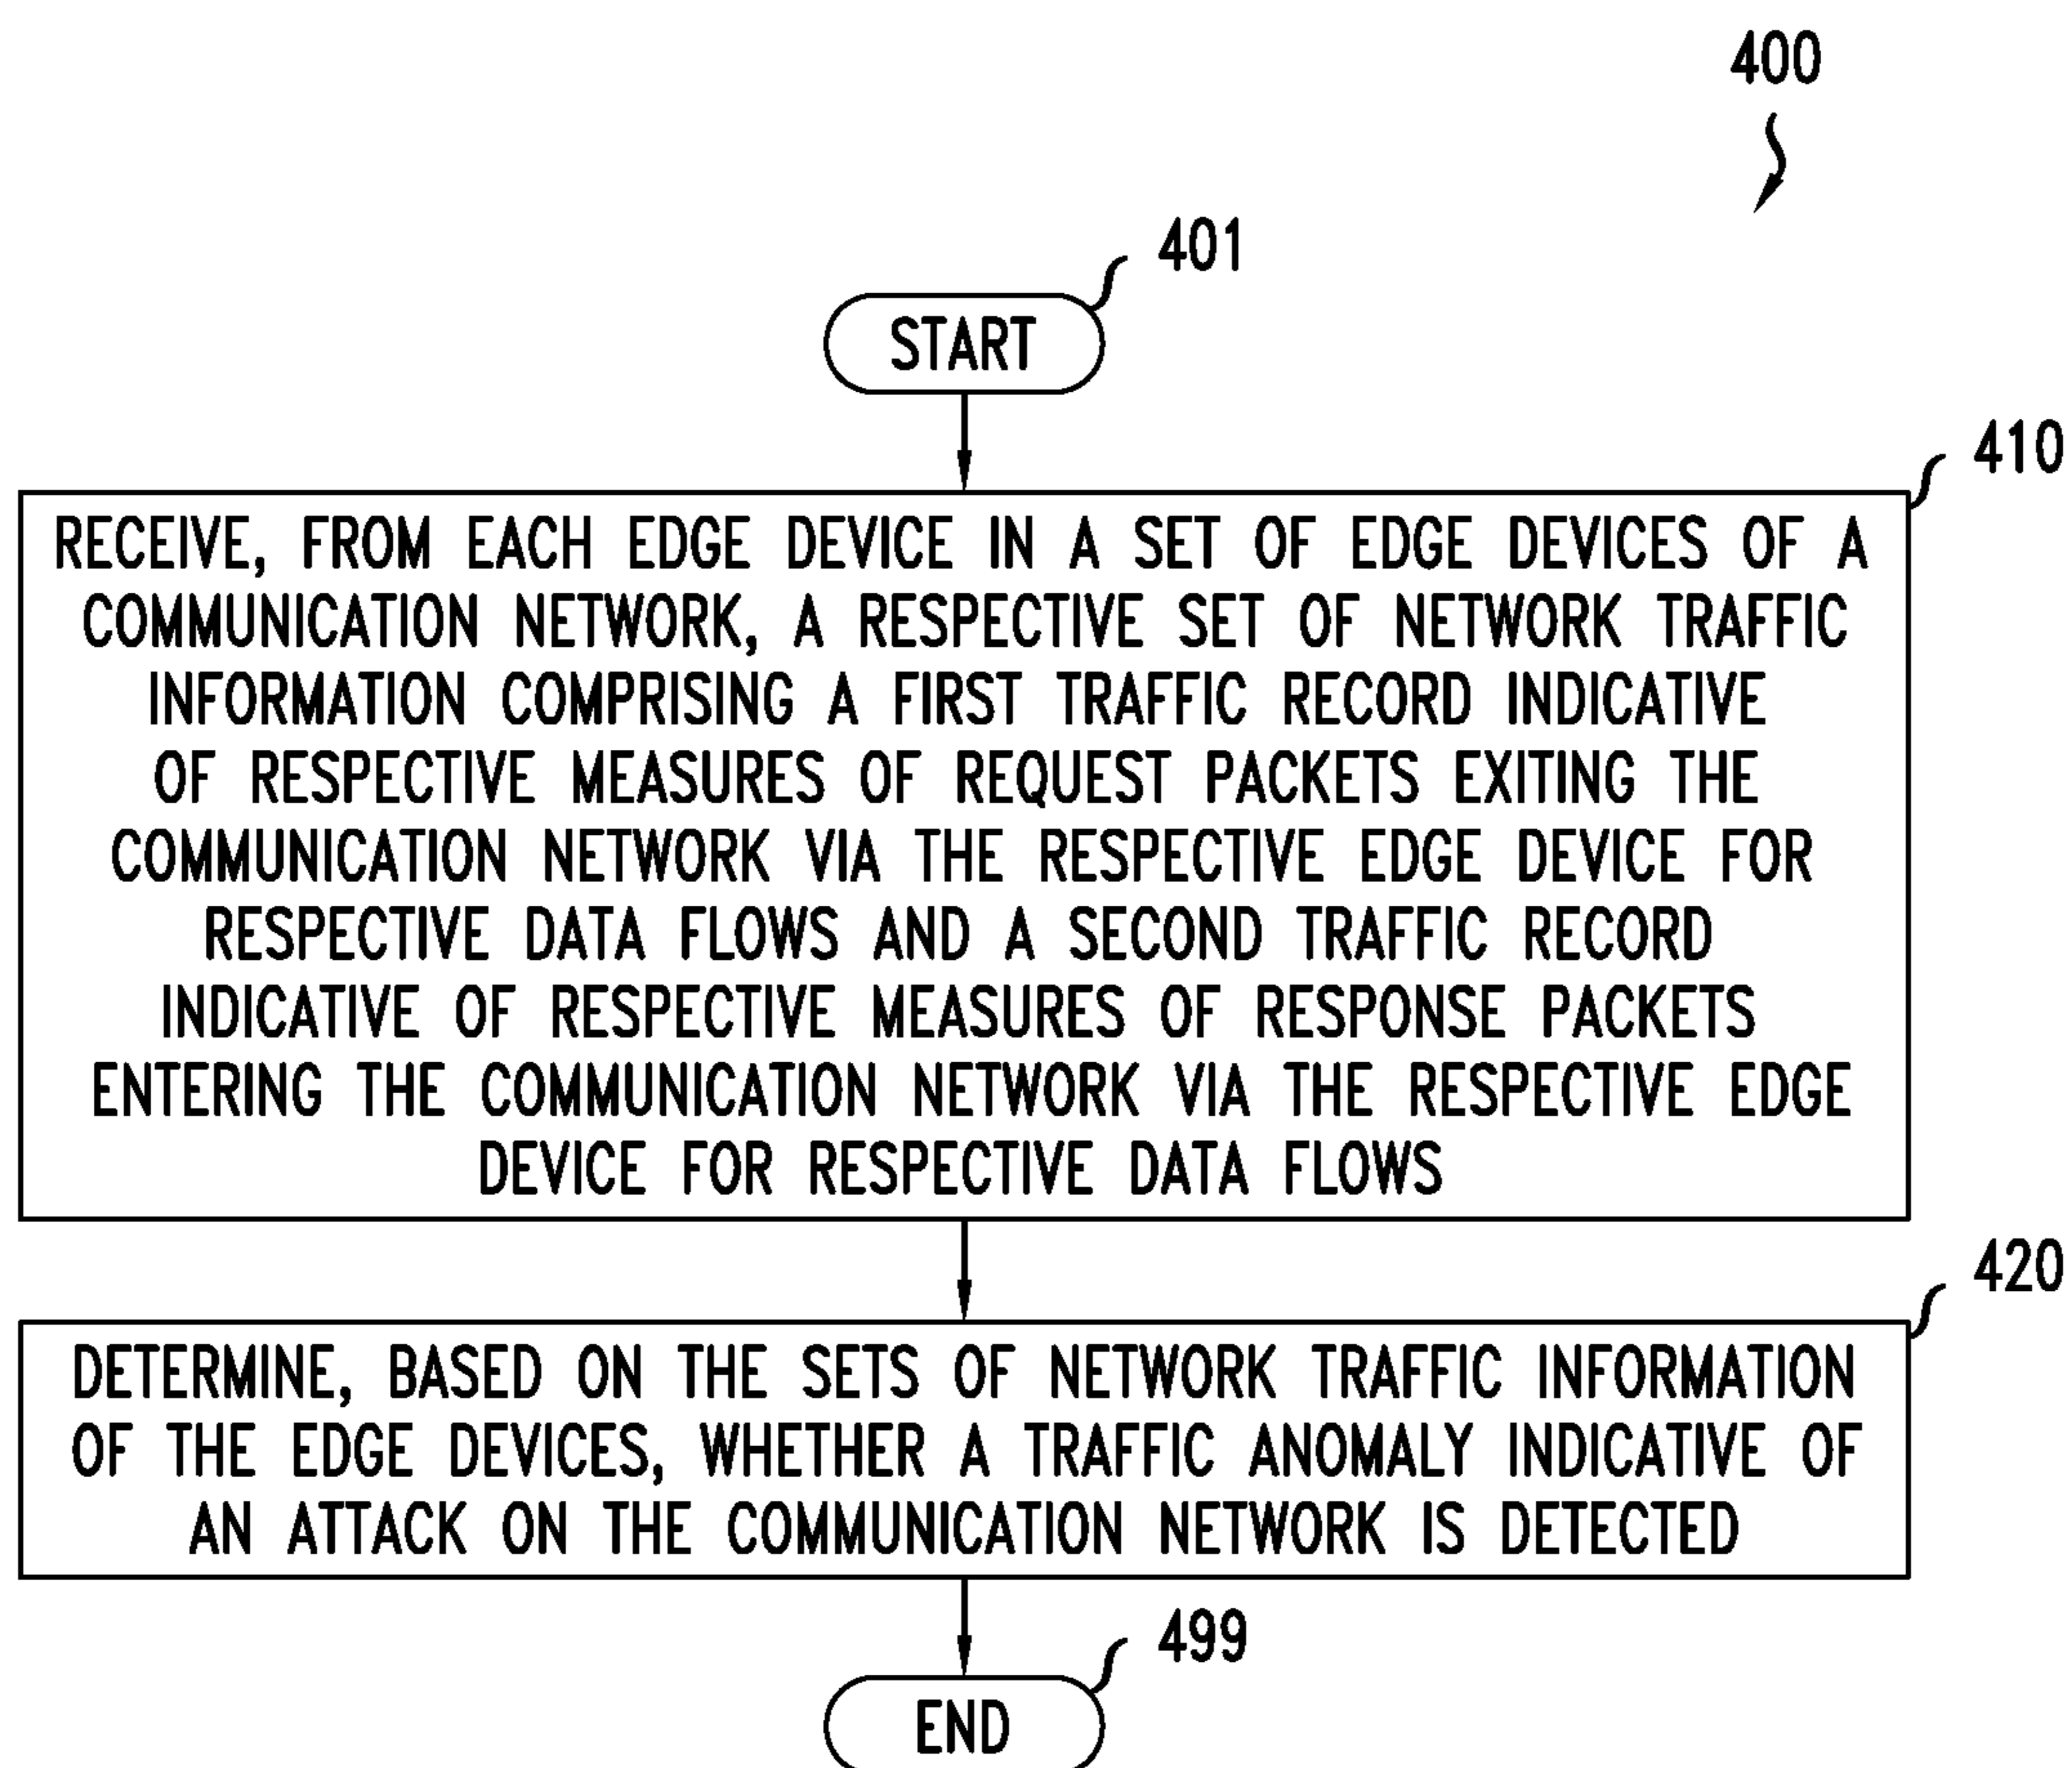 400
401
START
410
RECEIVE, FROM EACH EDGE DEVICE IN A SET OF EDGE DEVICES OF A
COMMUNICATION NETWORK, A RESPECTIVE SET OF NETWORK TRAFFIC
INFORMATION COMPRISING A FIRST TRAFFIC RECORD INDICATIVE
OF RESPECTIVE MEASURES OF REQUEST PACKETS EXITING THE
COMMUNICATION NETWORK VIA THE RESPECTIVE EDGE DEVICE FOR
RESPECTIVE DATA FLOWS AND A SECOND TRAFFIC RECORD
INDICATIVE OF RESPECTIVE MEASURES OF RESPONSE PACKETS
ENTERING THE COMMUNICATION NETWORK VIA THE RESPECTIVE EDGE
DEVICE FOR RESPECTIVE DATA FLOWS
420
DETERMINE, BASED ON THE SETS OF NETWORK TRAFFIC INFORMATION
OF THE EDGE DEVICES, WHETHER A TRAFFIC ANOMALY INDICATIVE OF
AN ATTACK ON THE COMMUNICATION NETWORK IS DETECTED
499
END